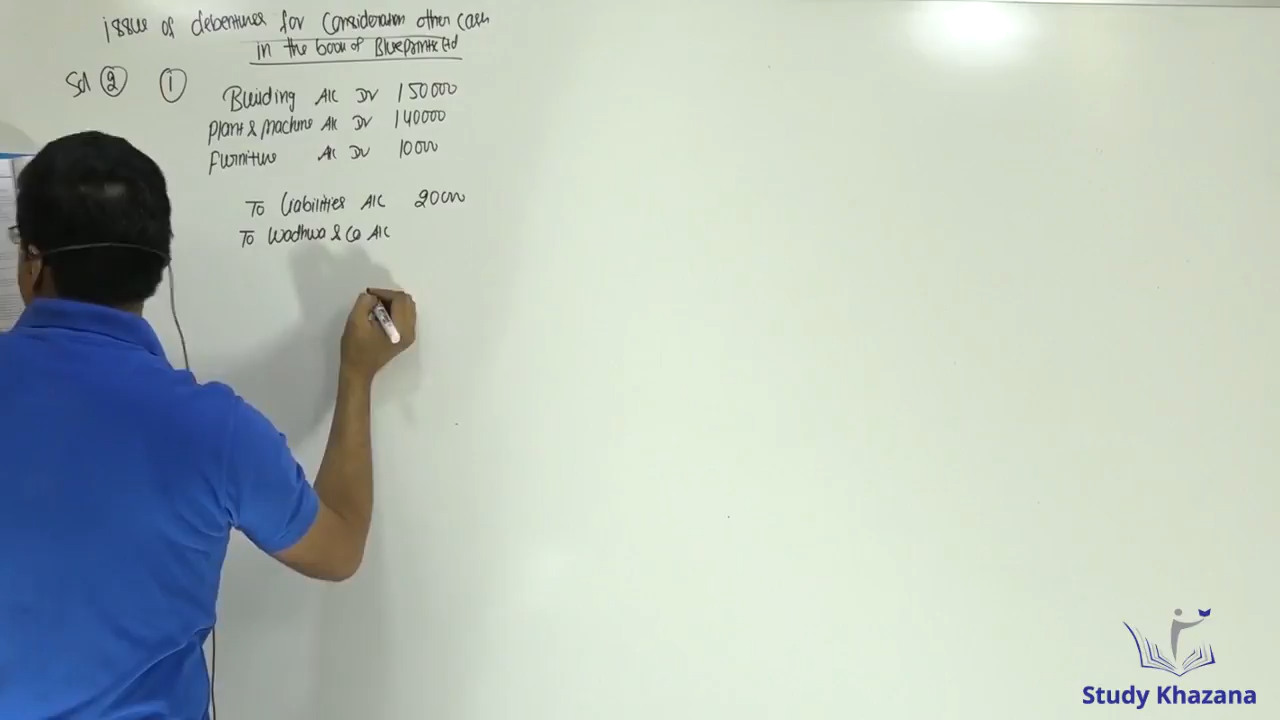 issue of debentures for Consideration other cash
in the book of Blueprints Ltd
Sol ② ①
Building A/C Dr 150000
plant & Machine A/C Dr 140000
Furniture A/C Dr 10000
To Liabilities A/C 20000
To Wadhwa & Co A/C
Study Khazana